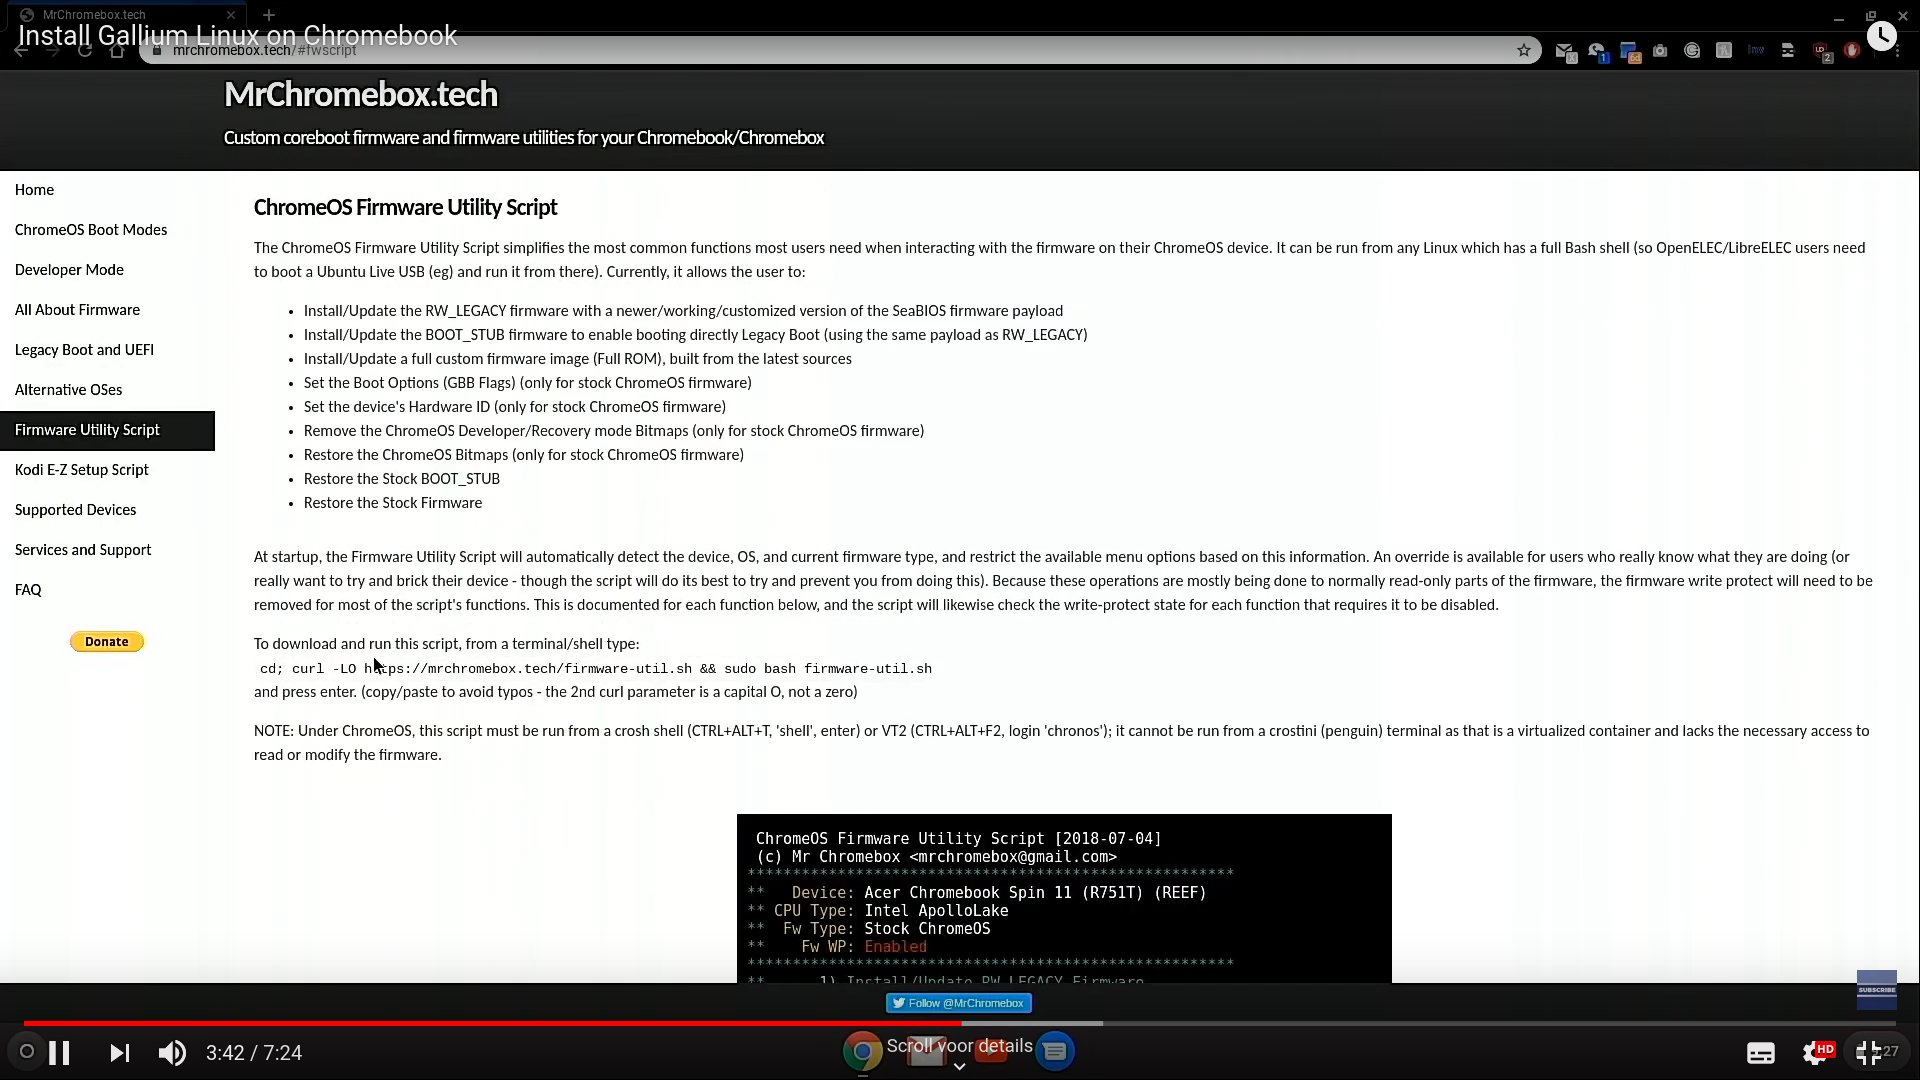 MrChromebox.tech
Install Gallium Linux on Chromebook
mrchromebox.tech/#fwscript
MrChromebox.tech
Custom coreboot firmware and firmware utilities for your Chromebook/Chromebox
Home
ChromeOS Boot Modes
Developer Mode
All About Firmware
Legacy Boot and UEFI
Alternative OSes
Firmware Utility Script
Kodi E-Z Setup Script
Supported Devices
Services and Support
FAQ
Donate
ChromeOS Firmware Utility Script
The ChromeOS Firmware Utility Script simplifies the most common functions most users need when interacting with the firmware on their ChromeOS device. It can be run from any Linux which has a full Bash shell (so OpenELEC/LibreELEC users need
to boot a Ubuntu Live USB (eg) and run it from there). Currently, it allows the user to:
• Install/Update the RW_LEGACY firmware with a newer/working/customized version of the SeaBIOS firmware payload
• Install/Update the BOOT_STUB firmware to enable booting directly Legacy Boot (using the same payload as RW_LEGACY)
• Install/Update a full custom firmware image (Full ROM), built from the latest sources
• Set the Boot Options (GBB Flags) (only for stock ChromeOS firmware)
• Set the device's Hardware ID (only for stock ChromeOS firmware)
• Remove the ChromeOS Developer/Recovery mode Bitmaps (only for stock ChromeOS firmware)
• Restore the ChromeOS Bitmaps (only for stock ChromeOS firmware)
• Restore the Stock BOOT_STUB
• Restore the Stock Firmware
At startup, the Firmware Utility Script will automatically detect the device, OS, and current firmware type, and restrict the available menu options based on this information. An override is available for users who really know what they are doing (or
really want to try and brick their device - though the script will do its best to try and prevent you from doing this). Because these operations are mostly being done to normally read-only parts of the firmware, the firmware write protect will need to be
removed for most of the script's functions. This is documented for each function below, and the script will likewise check the write-protect state for each function that requires it to be disabled.
To download and run this script, from a terminal/shell type:
cd; curl -LO https://mrchromebox.tech/firmware-util.sh && sudo bash firmware-util.sh
and press enter. (copy/paste to avoid typos - the 2nd curl parameter is a capital O, not a zero)
NOTE: Under ChromeOS, this script must be run from a crosh shell (CTRL+ALT+T, 'shell', enter) or VT2 (CTRL+ALT+F2, login 'chronos'); it cannot be run from a crostini (penguin) terminal as that is a virtualized container and lacks the necessary access to
read or modify the firmware.
ChromeOS Firmware Utility Script [2018-07-04]
(c) Mr Chromebox <mrchromebox@gmail.com>
******************************************************
** Device: Acer Chromebook Spin 11 (R751T) (REEF)
** CPU Type: Intel ApolloLake
** Fw Type: Stock ChromeOS
** Fw WP: Enabled
******************************************************
** 1) Install/Update RW_LEGACY Firmware
SUBSCRIBE
Follow @MrChromebox
3:42 / 7:24
Scroll voor details
HD